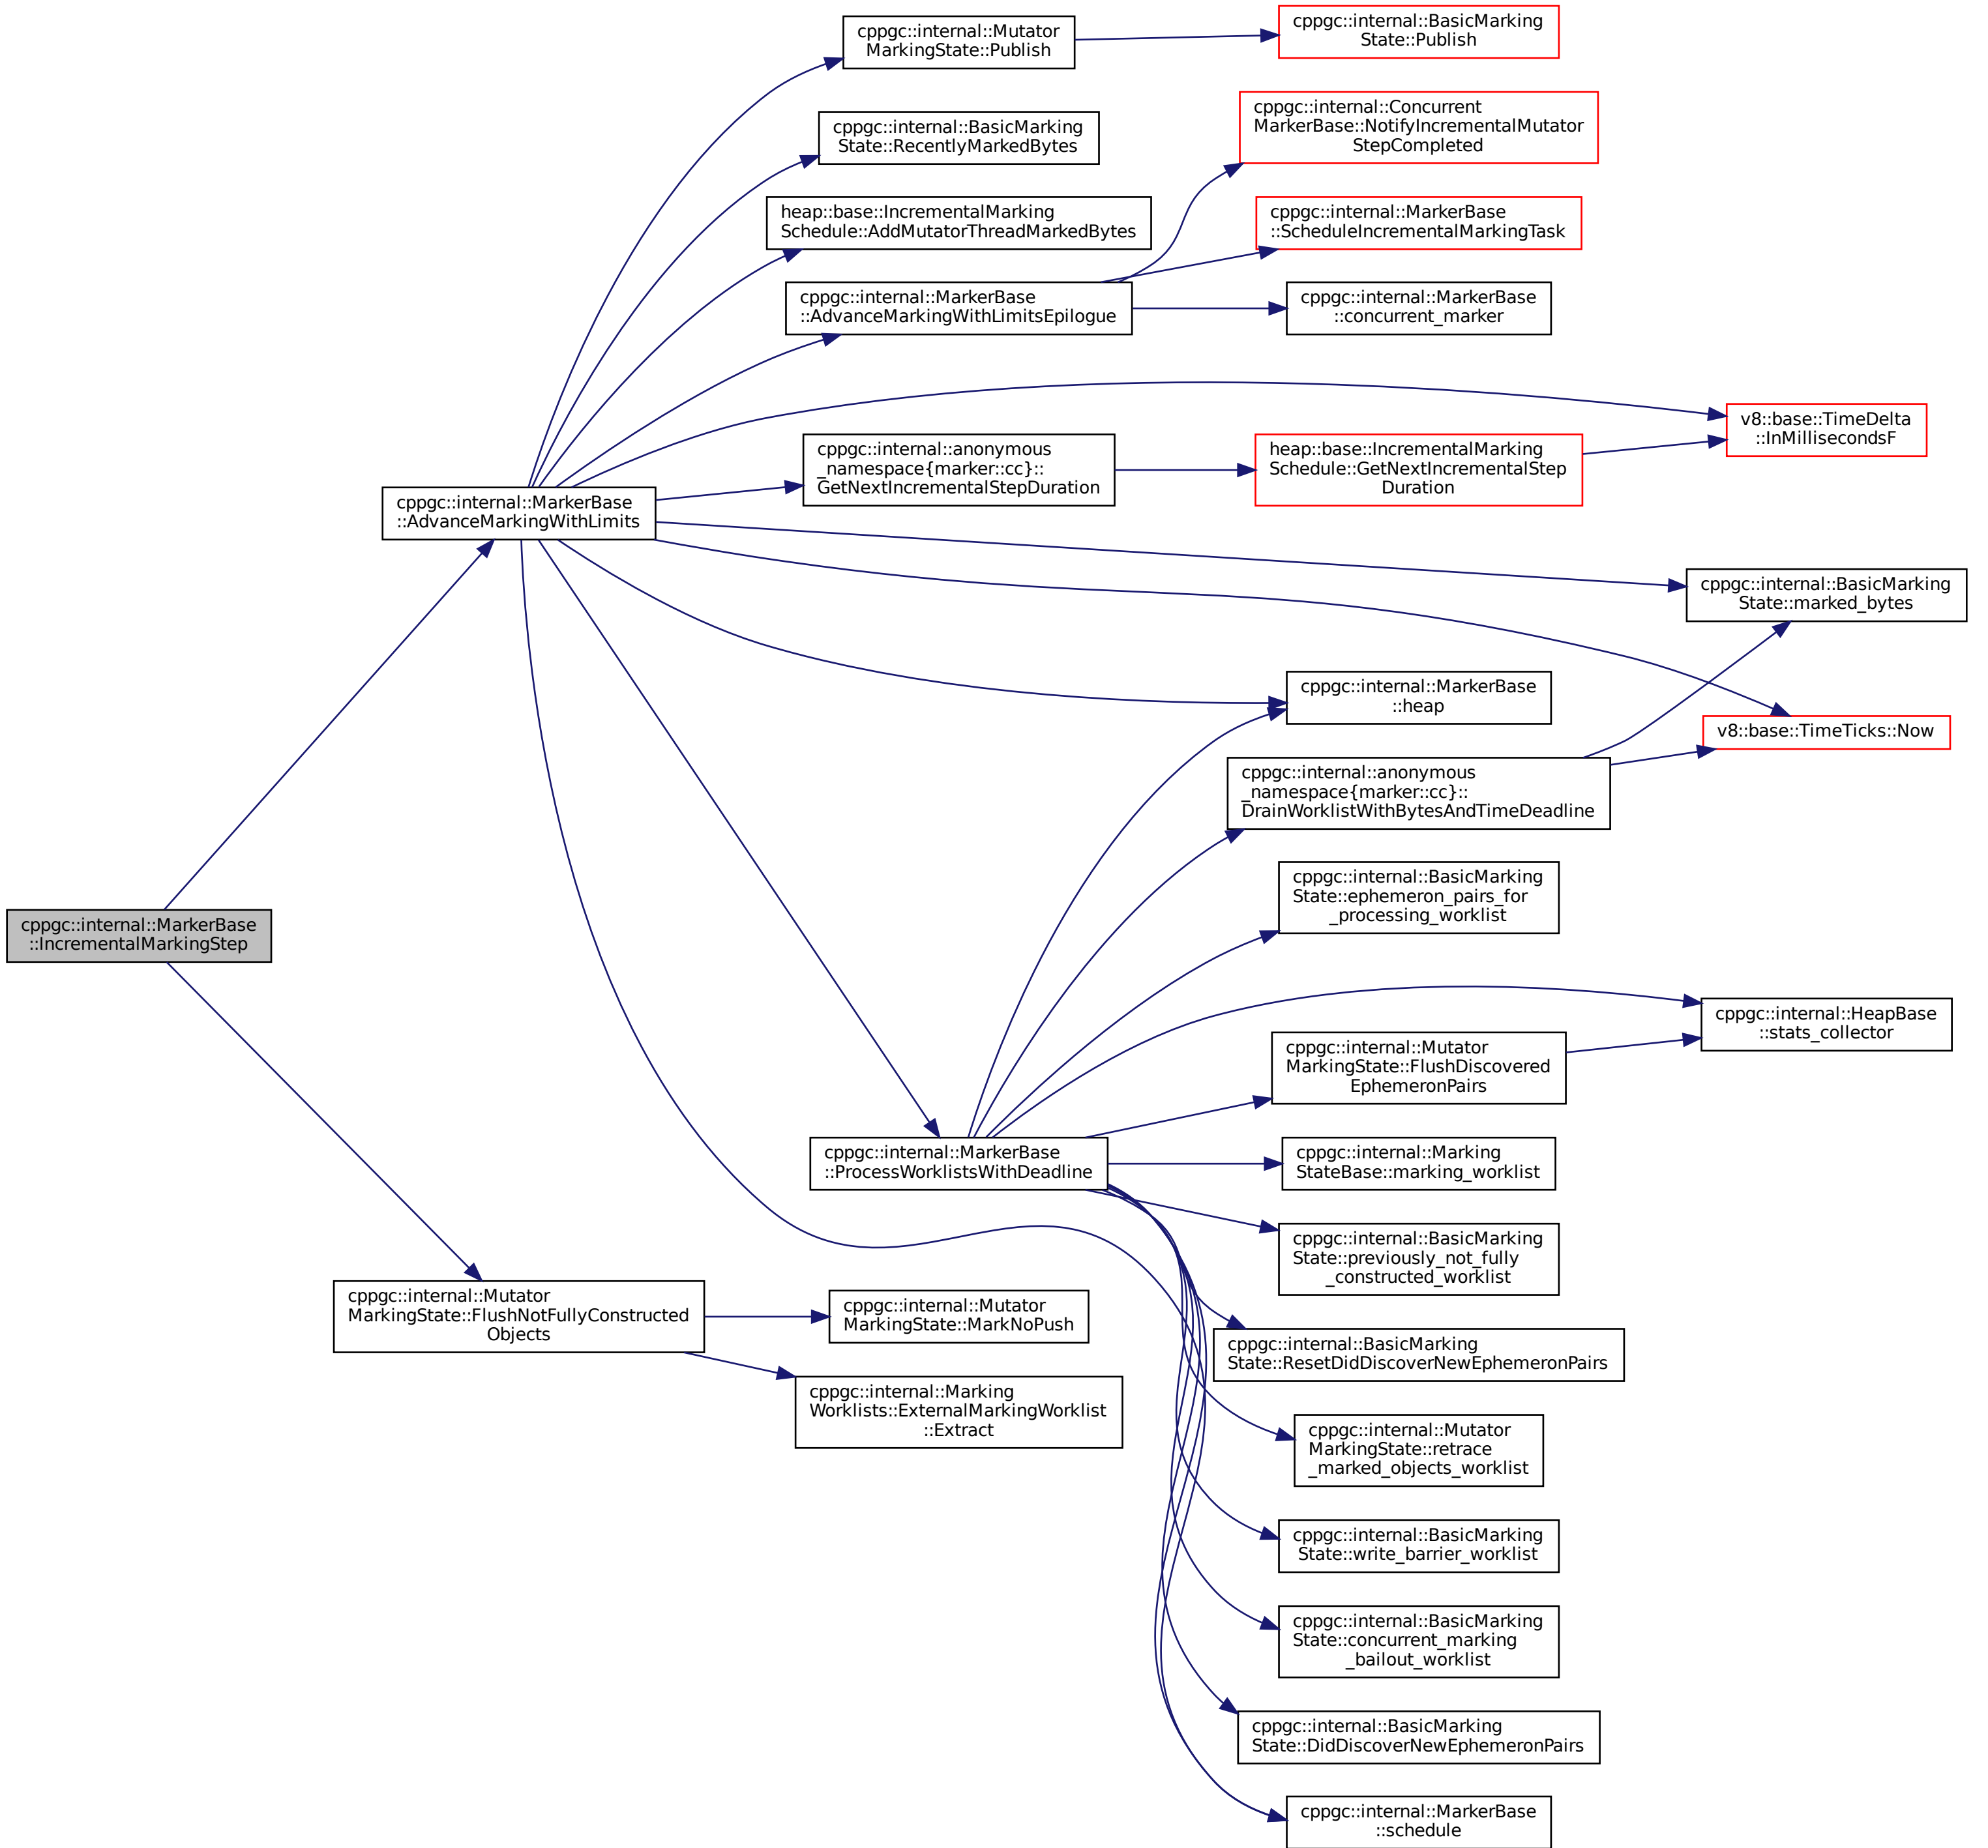 cppgc::internal::MarkerBase
::IncrementalMarkingStep
cppgc::internal::MarkerBase
::AdvanceMarkingWithLimits
cppgc::internal::Mutator
MarkingState::FlushNotFullyConstructed
Objects
cppgc::internal::Mutator
MarkingState::Publish
cppgc::internal::BasicMarking
State::RecentlyMarkedBytes
heap::base::IncrementalMarking
Schedule::AddMutatorThreadMarkedBytes
cppgc::internal::MarkerBase
::AdvanceMarkingWithLimitsEpilogue
cppgc::internal::anonymous
_namespace{marker::cc}::
GetNextIncrementalStepDuration
cppgc::internal::MarkerBase
::ProcessWorklistsWithDeadline
cppgc::internal::Mutator
MarkingState::MarkNoPush
cppgc::internal::Marking
Worklists::ExternalMarkingWorklist
::Extract
cppgc::internal::BasicMarking
State::Publish
cppgc::internal::Concurrent
MarkerBase::NotifyIncrementalMutator
StepCompleted
cppgc::internal::MarkerBase
::ScheduleIncrementalMarkingTask
cppgc::internal::MarkerBase
::concurrent_marker
heap::base::IncrementalMarking
Schedule::GetNextIncrementalStep
Duration
cppgc::internal::MarkerBase
::heap
cppgc::internal::anonymous
_namespace{marker::cc}::
DrainWorklistWithBytesAndTimeDeadline
cppgc::internal::BasicMarking
State::ephemeron_pairs_for
_processing_worklist
cppgc::internal::Mutator
MarkingState::FlushDiscovered
EphemeronPairs
cppgc::internal::Marking
StateBase::marking_worklist
cppgc::internal::BasicMarking
State::previously_not_fully
_constructed_worklist
cppgc::internal::BasicMarking
State::ResetDidDiscoverNewEphemeronPairs
cppgc::internal::Mutator
MarkingState::retrace
_marked_objects_worklist
cppgc::internal::BasicMarking
State::write_barrier_worklist
cppgc::internal::BasicMarking
State::concurrent_marking
_bailout_worklist
cppgc::internal::BasicMarking
State::DidDiscoverNewEphemeronPairs
cppgc::internal::MarkerBase
::schedule
v8::base::TimeDelta
::InMillisecondsF
cppgc::internal::BasicMarking
State::marked_bytes
v8::base::TimeTicks::Now
cppgc::internal::HeapBase
::stats_collector